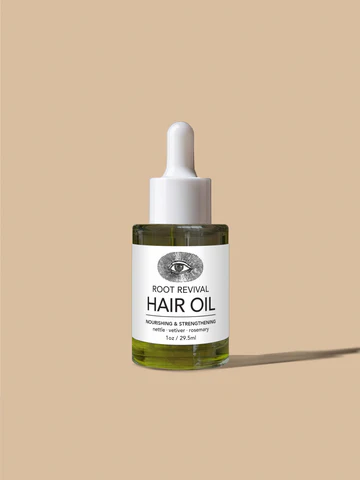 ROOT REVIVAL
HAIR OIL
NOURISHING & STRENGTHENING
nettle · vetiver · rosemary
1oz / 29.5ml